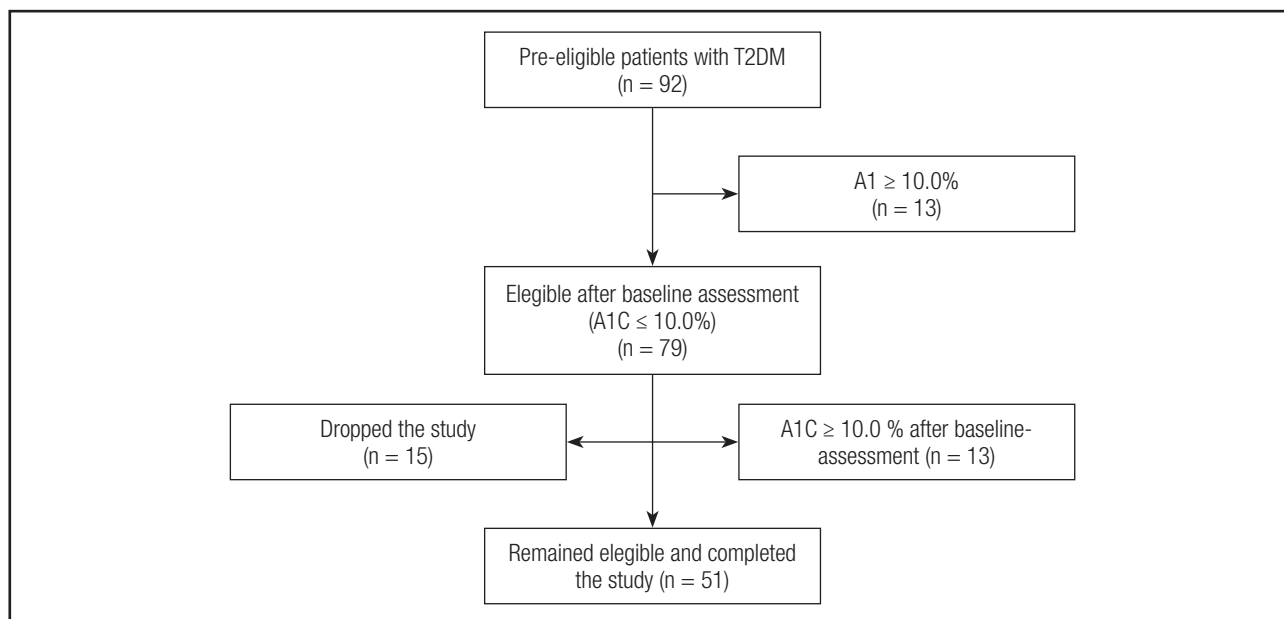 Pre-eligible patients with T2DM
(n = 92)
A1 ≥ 10.0%
(n = 13)
Elegible after baseline assessment
(A1C ≤ 10.0%)
(n = 79)
Dropped the study
(n = 15)
A1C ≥ 10.0 % after baseline-
assessment (n = 13)
Remained elegible and completed
the study (n = 51)